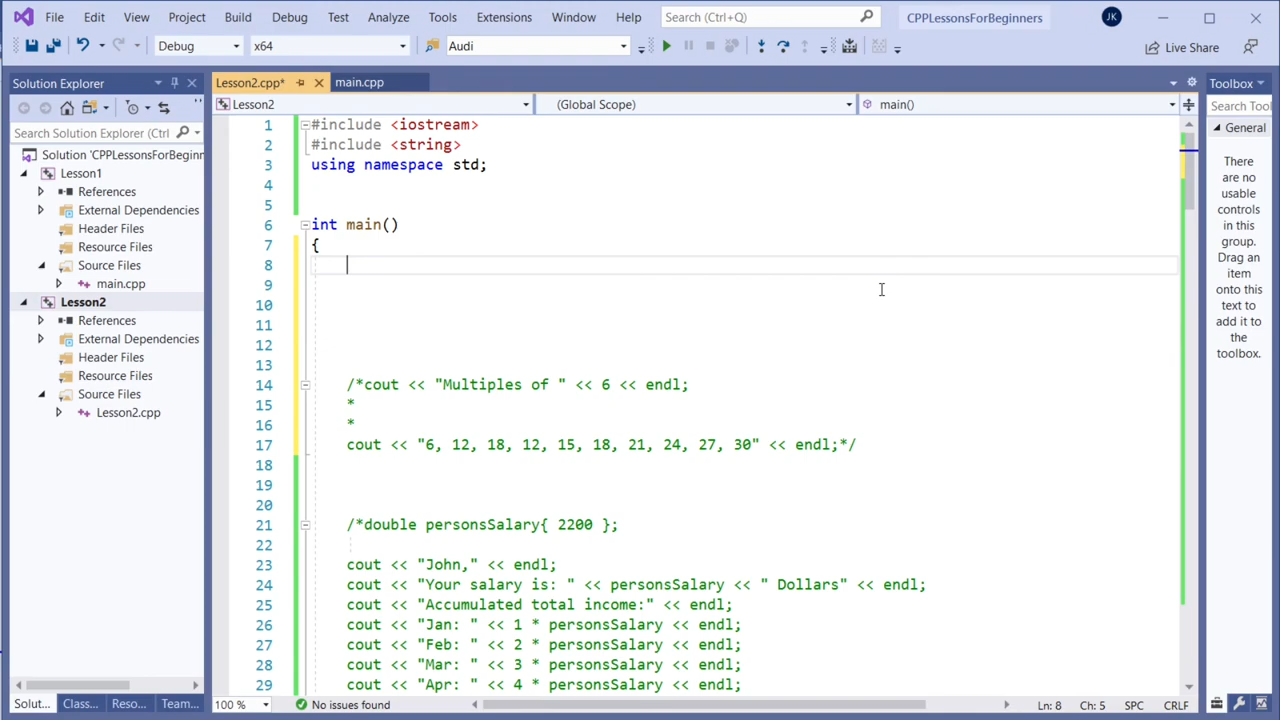 File Edit View Project Build Debug Test Analyze Tools Extensions Window Help Search (Ctrl+Q) CPPLessonsForBeginners JK
Debug x64 Audi Live Share
Solution Explorer
Search Solution Explorer (Ctrl
Solution 'CPPLessonsForBeginn
Lesson1
References
External Dependencies
Header Files
Resource Files
Source Files
main.cpp
Lesson2
References
External Dependencies
Header Files
Resource Files
Source Files
Lesson2.cpp
Solut... Class... Reso... Team...
Lesson2.cpp* main.cpp
Lesson2 (Global Scope) main()
1 #include <iostream>
2 #include <string>
3 using namespace std;
4
5
6 int main()
7 {
8
9
10
11
12
13
14 /*cout << "Multiples of " << 6 << endl;
15 *
16 *
17 cout << "6, 12, 18, 12, 15, 18, 21, 24, 27, 30" << endl;*/
18
19
20
21 /*double personsSalary{ 2200 };
22
23 cout << "John," << endl;
24 cout << "Your salary is: " << personsSalary << " Dollars" << endl;
25 cout << "Accumulated total income:" << endl;
26 cout << "Jan: " << 1 * personsSalary << endl;
27 cout << "Feb: " << 2 * personsSalary << endl;
28 cout << "Mar: " << 3 * personsSalary << endl;
29 cout << "Apr: " << 4 * personsSalary << endl;
100 % No issues found Ln: 8 Ch: 5 SPC CRLF
Toolbox
Search Tool
General
There
are no
usable
controls
in this
group.
Drag an
item
onto this
text to
add it to
the
toolbox.